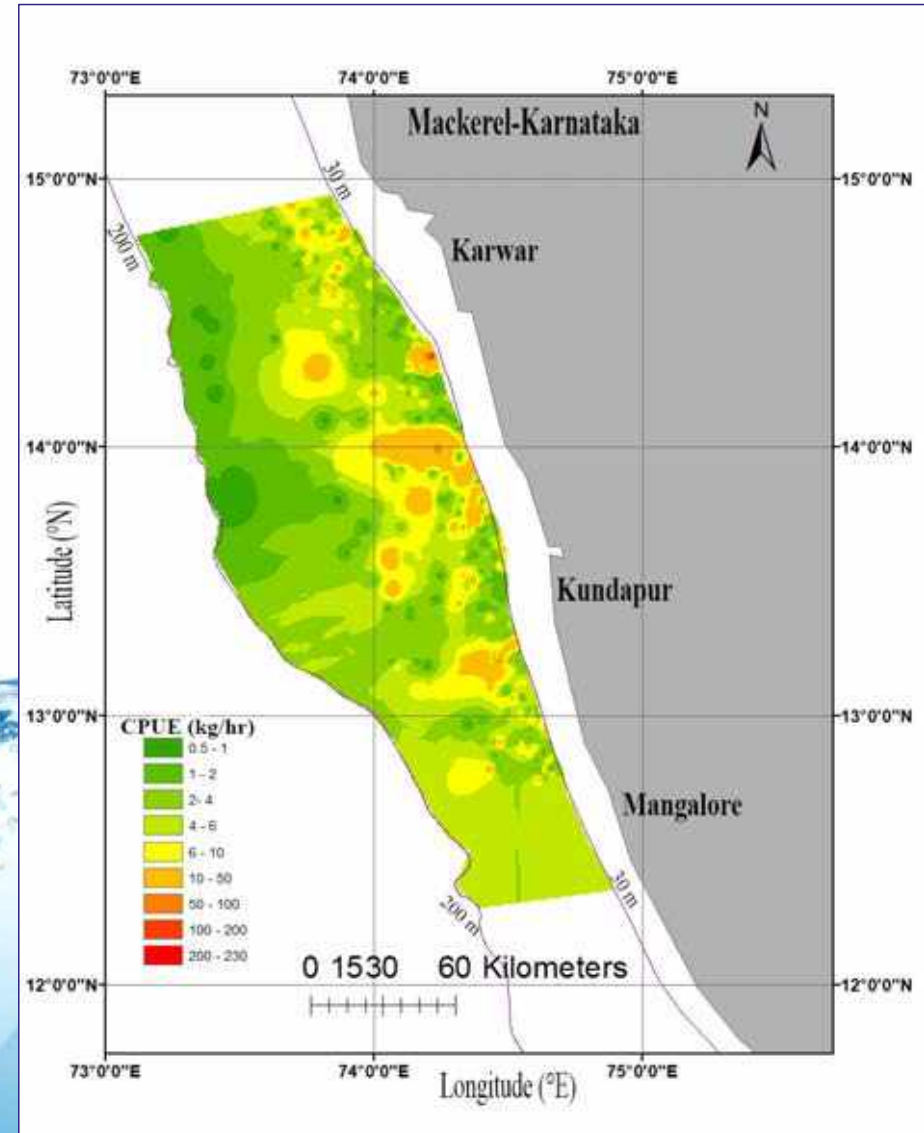 73°0'0"E 74°0'0"E 75°0'0"E
Mackerel-Karnataka
N
15°0'0"N 15°0'0"N
30 m
200 m
Karwar
14°0'0"N 14°0'0"N
Latitude (°N)
Kundapur
13°0'0"N 13°0'0"N
CPUE (kg/hr)
0.5 - 1
1 - 2
2- 4
4 - 6
6 - 10
10 - 50
50 - 100
100 - 200
200 - 230
Mangalore
30 m
200 m
0 1530 60 Kilometers
12°0'0"N 12°0'0"N
73°0'0"E 74°0'0"E 75°0'0"E
Longitude (°E)